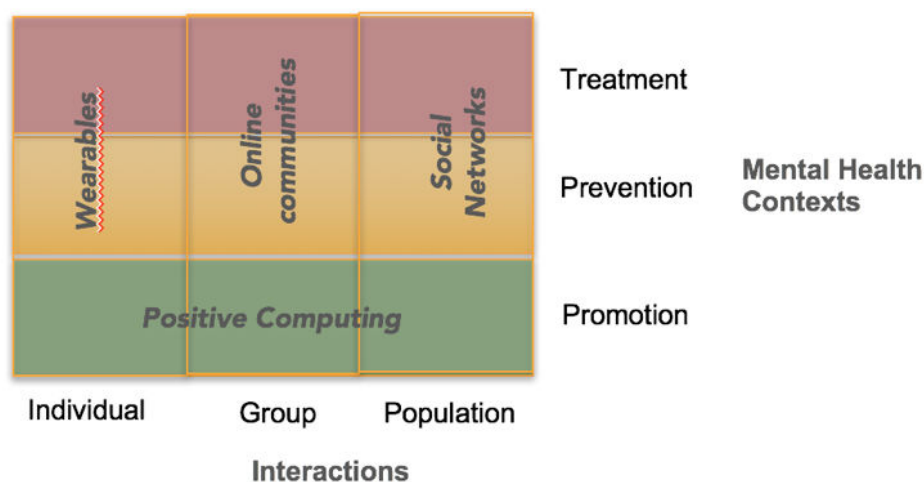 Wearables
Online
communities
Social
Networks
Treatment
Prevention
Mental Health
Contexts
Positive Computing
Promotion
Individual
Group
Population
Interactions